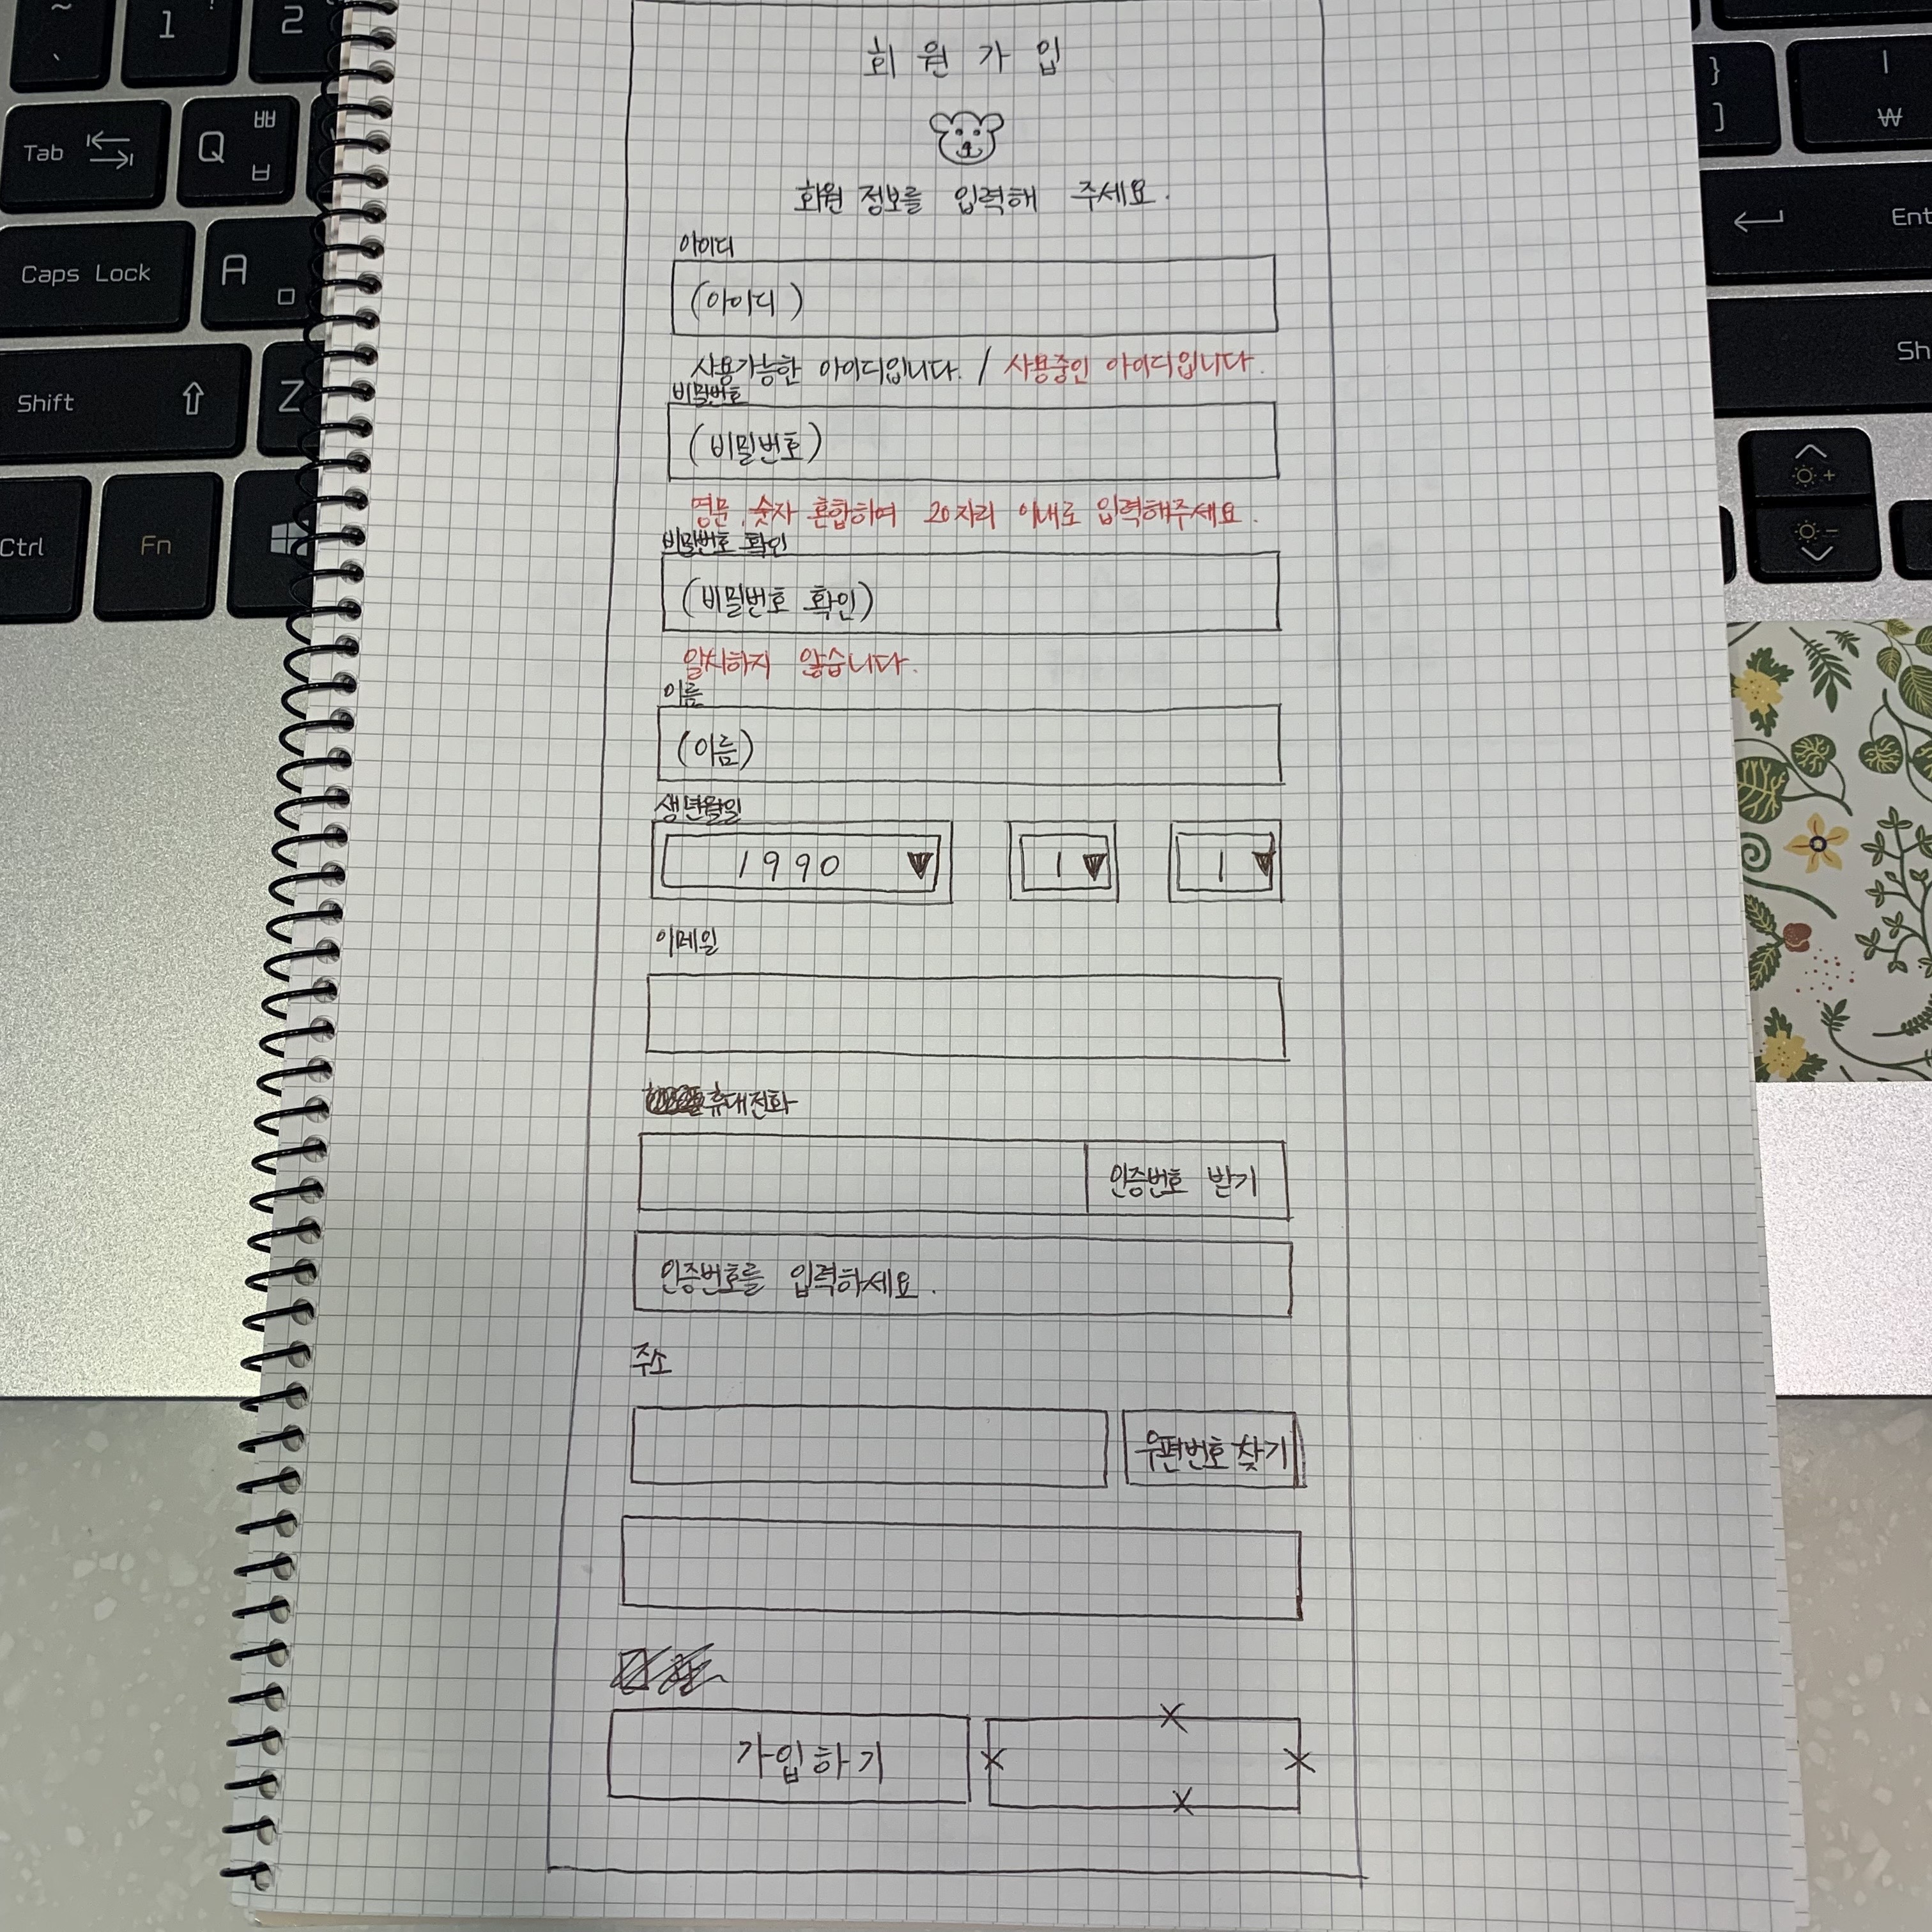 ~
`
1
!
2
Tab
Q ㅃ
ㅂ
Caps Lock
A
ㅁ
Shift
Z
Ctrl
Fn
}
]
|
₩
Ent
Sh
회원가입
회원 정보를 입력해 주세요.
아이디
(아이디)
사용가능한 아이디입니다. / 사용중인 아이디입니다.
비밀번호
(비밀번호)
영문, 숫자 혼합하여 20자리 이내로 입력해주세요.
비밀번호 확인
(비밀번호 확인)
일치하지 않습니다.
이름
(이름)
생년월일
1990 1 1
이메일
휴대전화
인증번호 받기
인증번호를 입력하세요.
주소
우편번호 찾기
가입하기